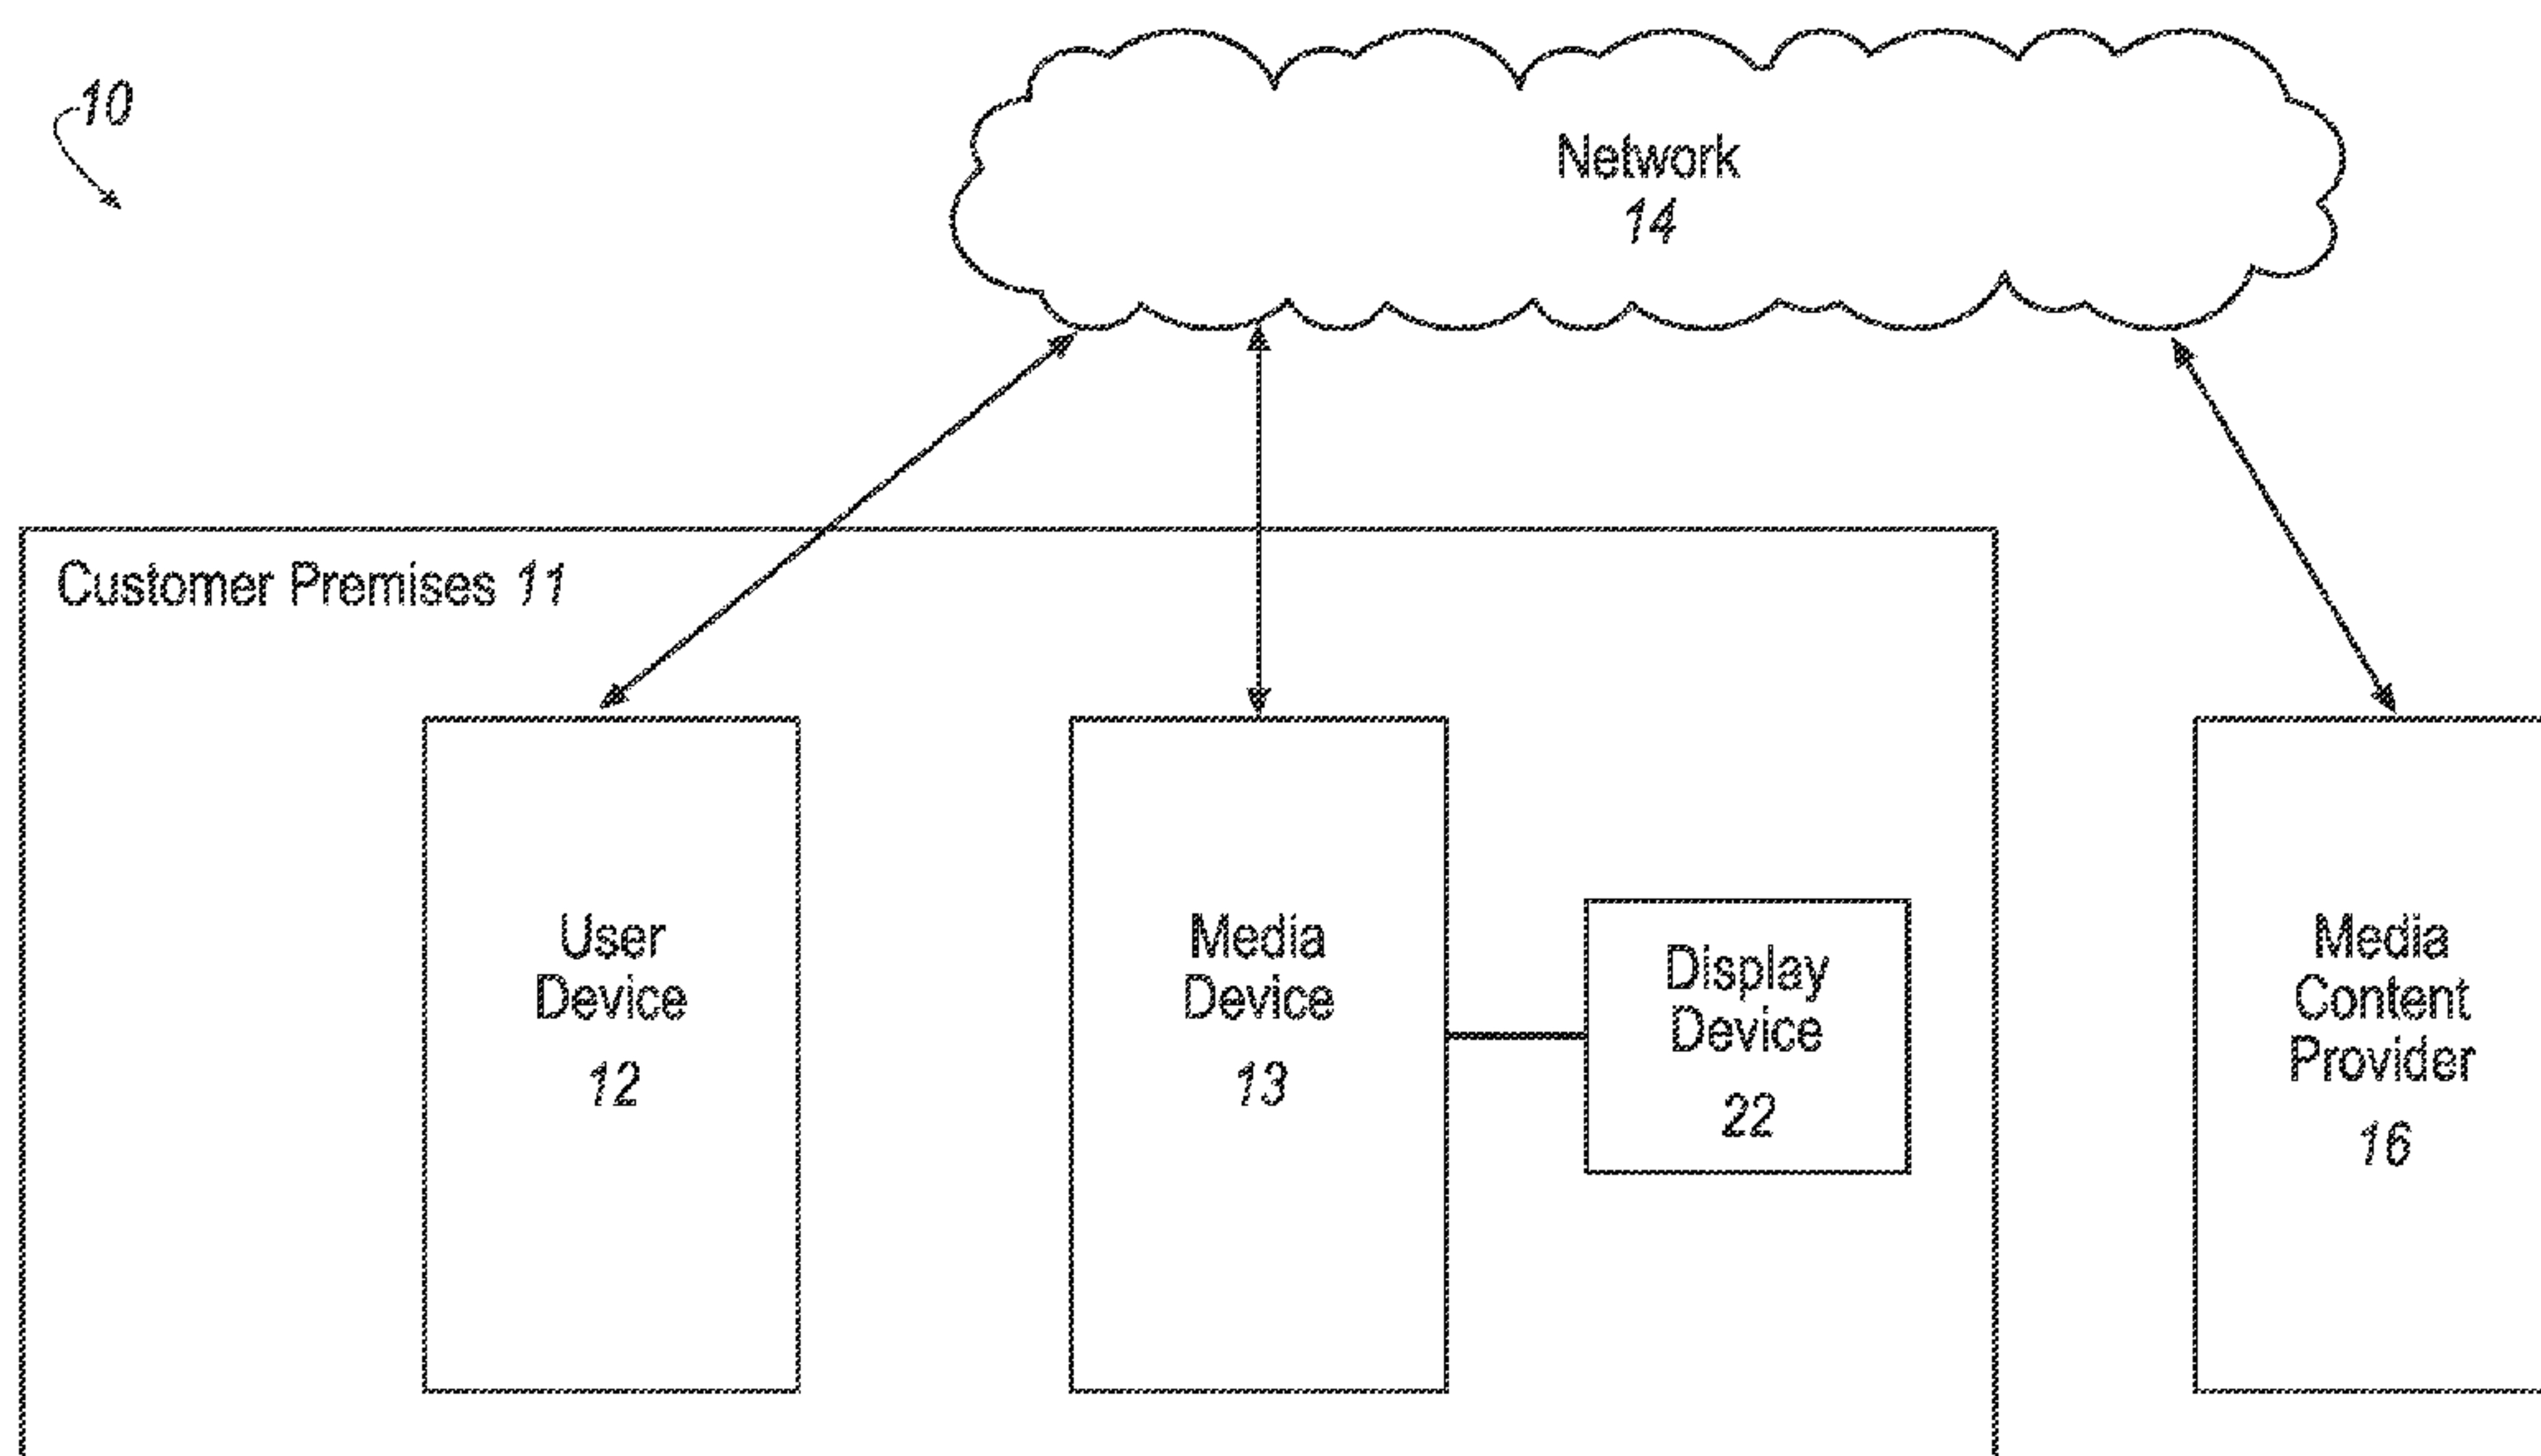 10
Network
14
Customer Premises 11
User
Device
12
Media
Device
13
Display
Device
22
Media
Content
Provider
16